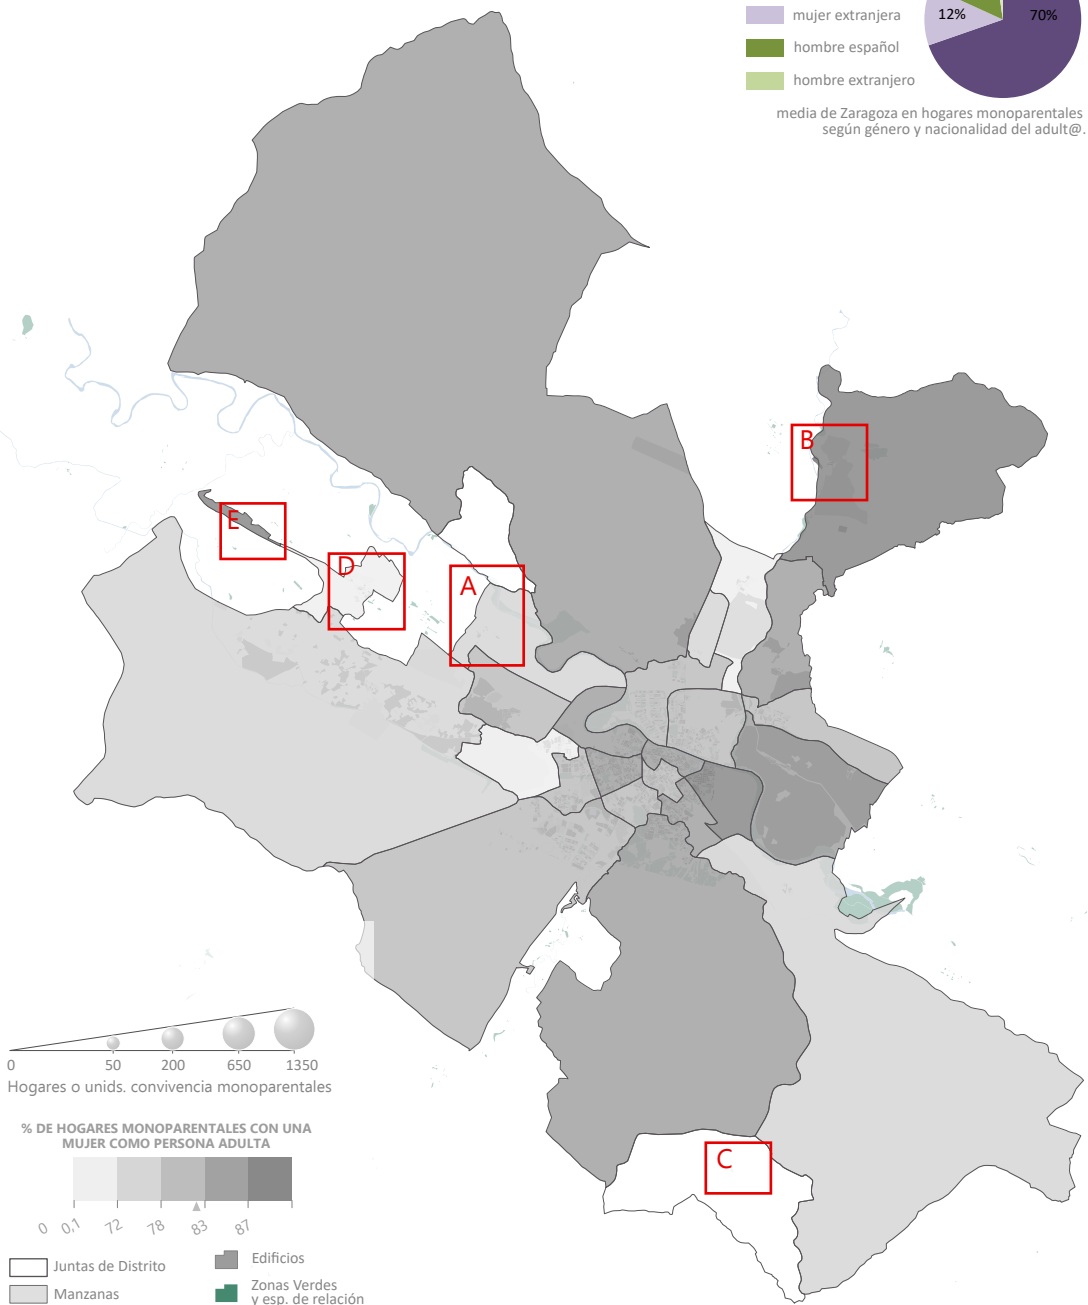 mujer extranjera
12%
70%
hombre español
hombre extranjero
media de Zaragoza en hogares monoparentales
según género y nacionalidad del adult@.
B
E
D
A
C
0 50 200 650 1350
Hogares o unids. convivencia monoparentales
% DE HOGARES MONOPARENTALES CON UNA
MUJER COMO PERSONA ADULTA
0 0,1 72 78 83 87
Juntas de Distrito
Edificios
Manzanas
Zonas Verdes
y esp. de relación